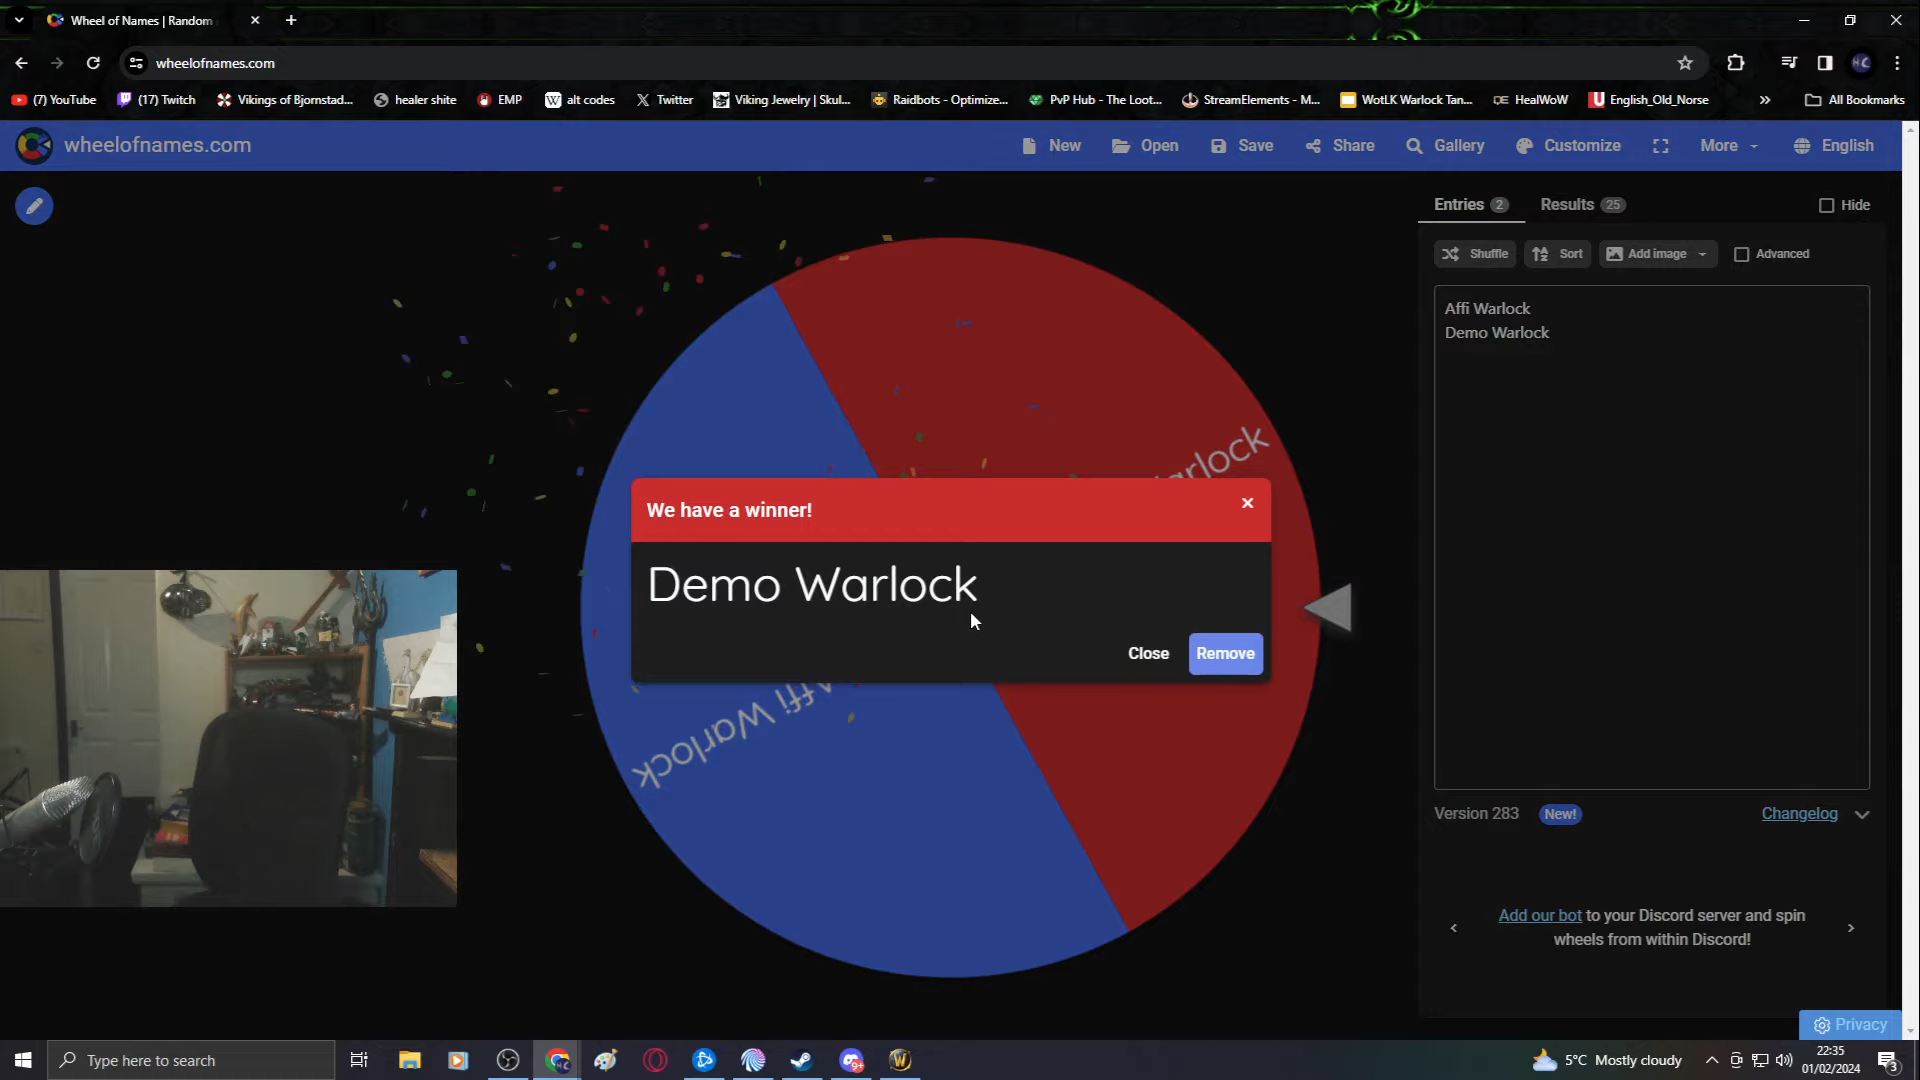 Wheel of Names | Random
wheelofnames.com
(7) YouTube
(17) Twitch
Vikings of Bjornstad...
healer shite
EMP
alt codes
Twitter
Viking Jewelry | Skul...
Raidbots - Optimize...
PvP Hub - The Loot...
StreamElements - M...
WotLK Warlock Tan...
HealWoW
English_Old_Norse
All Bookmarks
wheelofnames.com
New
Open
Save
Share
Gallery
Customize
More
English
Entries 2
Results 25
Hide
Shuffle
Sort
Add image
Advanced
Affi Warlock
Demo Warlock
We have a winner!
Demo Warlock
Close
Remove
Affi Warlock
Version 283
New!
Changelog
Add our bot to your Discord server and spin
wheels from within Discord!
Privacy
Type here to search
5°C Mostly cloudy
22:35
01/02/2024
3